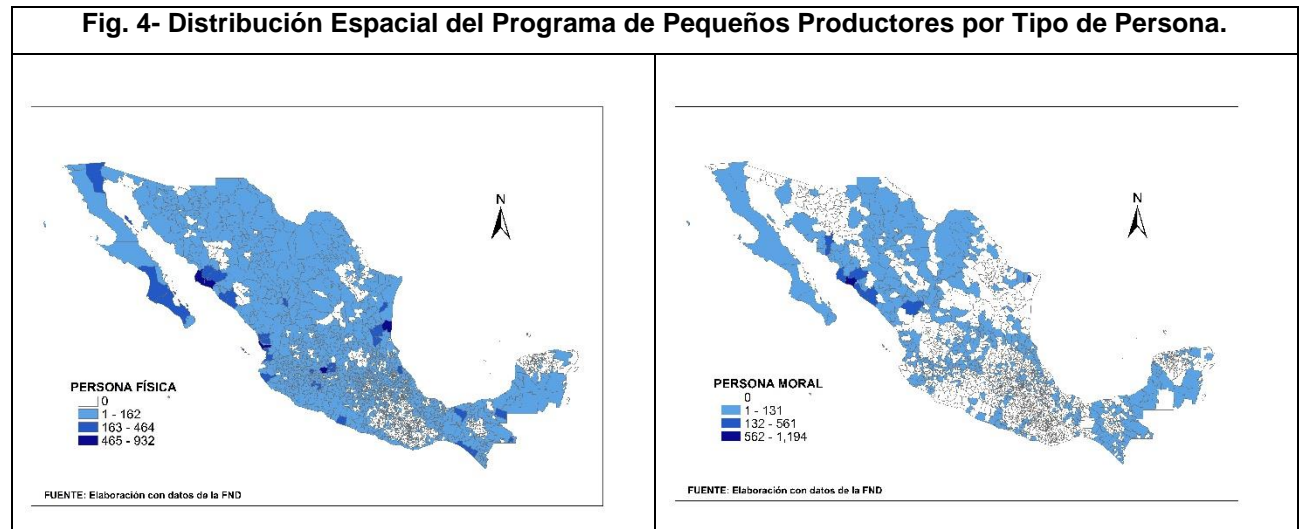 Fig. 4- Distribución Espacial del Programa de Pequeños Productores por Tipo de Persona.
N
PERSONA FÍSICA
0
1 - 162
163 - 464
465 - 932
FUENTE: Elaboración con datos de la FND
N
PERSONA MORAL
0
1 - 131
132 - 561
562 - 1,194
FUENTE: Elaboración con datos de la FND